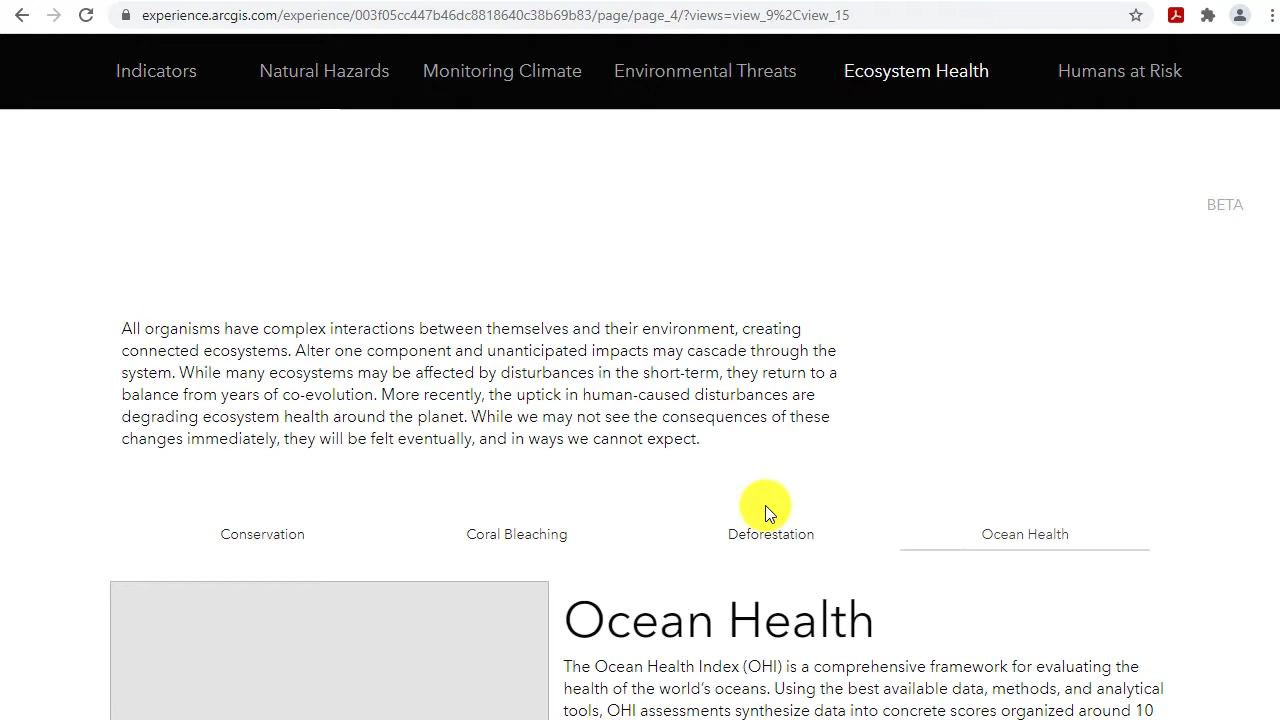 experience.arcgis.com/experience/003f05cc447b46dc8818640c38b69b83/page/page_4/?views=view_9%2Cview_15
Indicators Natural Hazards Monitoring Climate Environmental Threats Ecosystem Health Humans at Risk
BETA
All organisms have complex interactions between themselves and their environment, creating
connected ecosystems. Alter one component and unanticipated impacts may cascade through the
system. While many ecosystems may be affected by disturbances in the short-term, they return to a
balance from years of co-evolution. More recently, the uptick in human-caused disturbances are
degrading ecosystem health around the planet. While we may not see the consequences of these
changes immediately, they will be felt eventually, and in ways we cannot expect.
Conservation Coral Bleaching Deforestation Ocean Health
Ocean Health
The Ocean Health Index (OHI) is a comprehensive framework for evaluating the
health of the world's oceans. Using the best available data, methods, and analytical
tools, OHI assessments synthesize data into concrete scores organized around 10